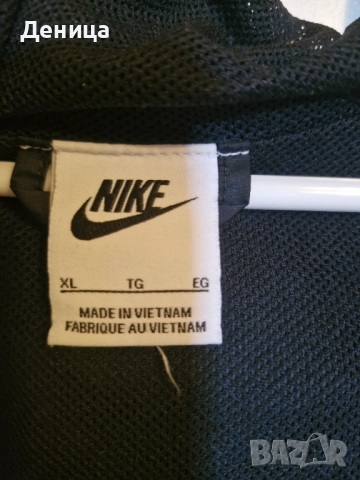 Деница
NIKE
XL TG EG
MADE IN VIETNAM
FABRIQUE AU VIETNAM
BAZAR